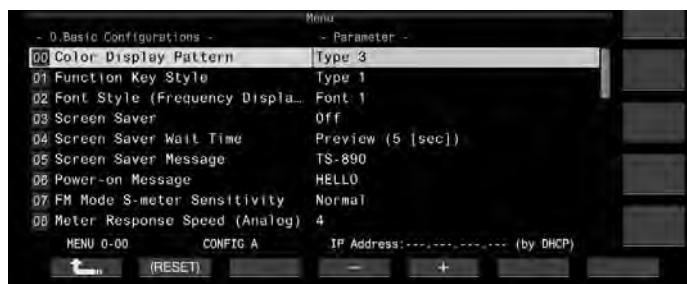 Menu
- 0.Basic Configurations - - Parameter -
00 Color Display Pattern Type 3
01 Function Key Style Type 1
02 Font Style (Frequency Displa… Font 1
03 Screen Saver Off
04 Screen Saver Wait Time Preview (5 [sec])
05 Screen Saver Message TS-890
06 Power-on Message HELLO
07 FM Mode S-meter Sensitivity Normal
08 Meter Response Speed (Analog) 4
MENU 0-00 CONFIG A IP Address:---.---.---.--- (by DHCP)
(RESET) - +